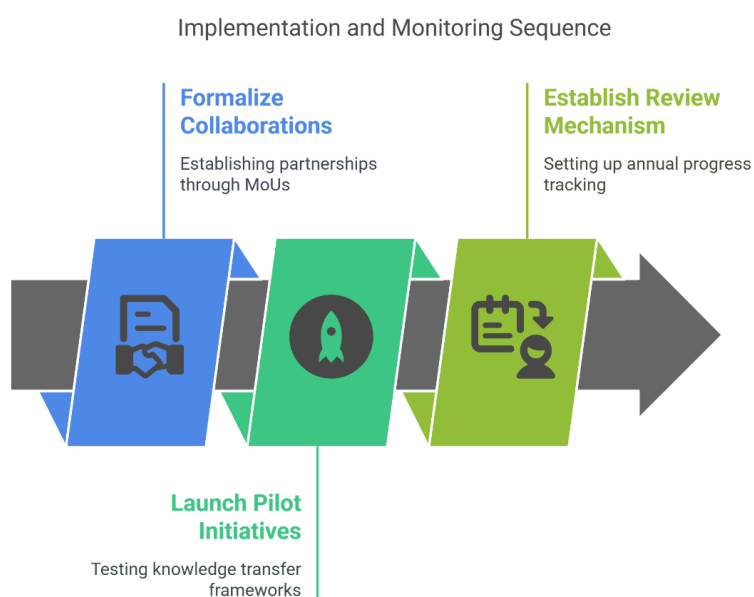 Implementation and Monitoring Sequence
Formalize
Collaborations
Establishing partnerships
through MoUs
Establish Review
Mechanism
Setting up annual progress
tracking
Launch Pilot
Initiatives
Testing knowledge transfer
frameworks